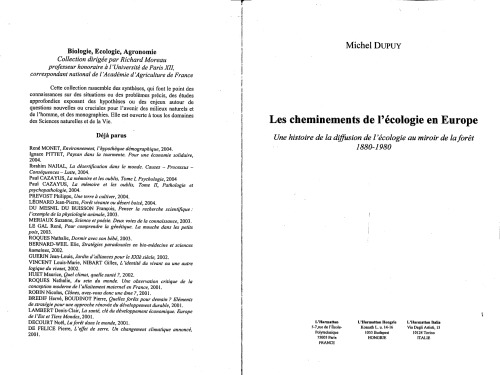 Biologie, Ecologie, Agronomie
Collection dirigée par Richard Moreau
professeur honoraire à l'Université de Paris XII,
correspondant national de l'Académie d'Agriculture de France
Cette collection rassemble des synthèses, qui font le point des
connaissances sur des situations ou des problèmes précis, des études
approfondies exposant des hypothèses ou des enjeux autour de
questions nouvelles ou cruciales pour l'avenir des milieux naturels et
de l'homme, et des monographies. Elle est ouverte à tous les domaines
des Sciences naturelles et de la Vie.
Déjà parus
René MONET, Environnement, l'hypothèque démographique, 2004.
Ignace PITTET, Paysan dans la tourmente. Pour une économie solidaire,
2004.
Ibrahim NAHAL, La désertification dans le monde. Causes – Processus –
Conséquences – Lutte, 2004.
Paul CAZAYUS, La mémoire et les oublis, Tome I, Psychologie, 2004
Paul CAZAYUS, La mémoire et les oublis, Tome II, Pathologie et
psychopathologie, 2004.
PREVOST Philippe, Une terre à cultiver, 2004.
LÉONARD Jean-Pierre, Forêt vivante ou désert boisé, 2004.
DU MESNIL DU BUISSON François, Penser la recherche scientifique :
l'exemple de la physiologie animale, 2003.
MERIAUX Suzanne, Science et poésie. Deux voies de la connaissance, 2003.
LE GAL René, Pour comprendre la génétique. La mouche dans les petits
pois, 2003.
ROQUES Nathalie, Dormir avec son bébé, 2003.
BERNARD-WEIL Elie, Stratégies paradoxales en bio-médecine et sciences
humaines, 2002.
GUERIN Jean-Louis, Jardin d'alliances pour le XXIè siècle, 2002.
VINCENT Louis-Marie, NIBART Gilles, L'identité du vivant ou une autre
logique du vivant, 2002.
HUET Maurice, Quel climat, quelle santé ?, 2002.
ROQUES Nathalie, Au sein du monde. Une observation critique de la
conception moderne de l'allaitement maternel en France, 2001.
ROBIN Nicolas, Clônes, avez-vous donc une âme ?, 2001.
BREDIF Hervé, BOUDINOT Pierre, Quelles forêts pour demain ? Eléments
de stratégie pour une approche rénovée du développement durable, 2001.
LAMBERT Denis-Clair, La santé, clé du développement économique. Europe
de l'Est et Tiers Mondes, 2001.
DECOURT Noël, La forêt dans le monde, 2001.
DE FELICE Pierre, L'effet de serre. Un changement climatique annoncé,
2001.
Michel DUPUY
Les cheminements de l'écologie en Europe
Une histoire de la diffusion de l'écologie au miroir de la forêt
1880-1980
L'Harmattan
5-7, rue de l'École-
Polytechnique
75005 Paris
FRANCE
L'Harmattan Hongrie
Kossuth L. u. 14-16
1053 Budapest
HONGRIE
L'Harmattan Italia
Via Degli Artisti, 15
10124 Torino
ITALIE